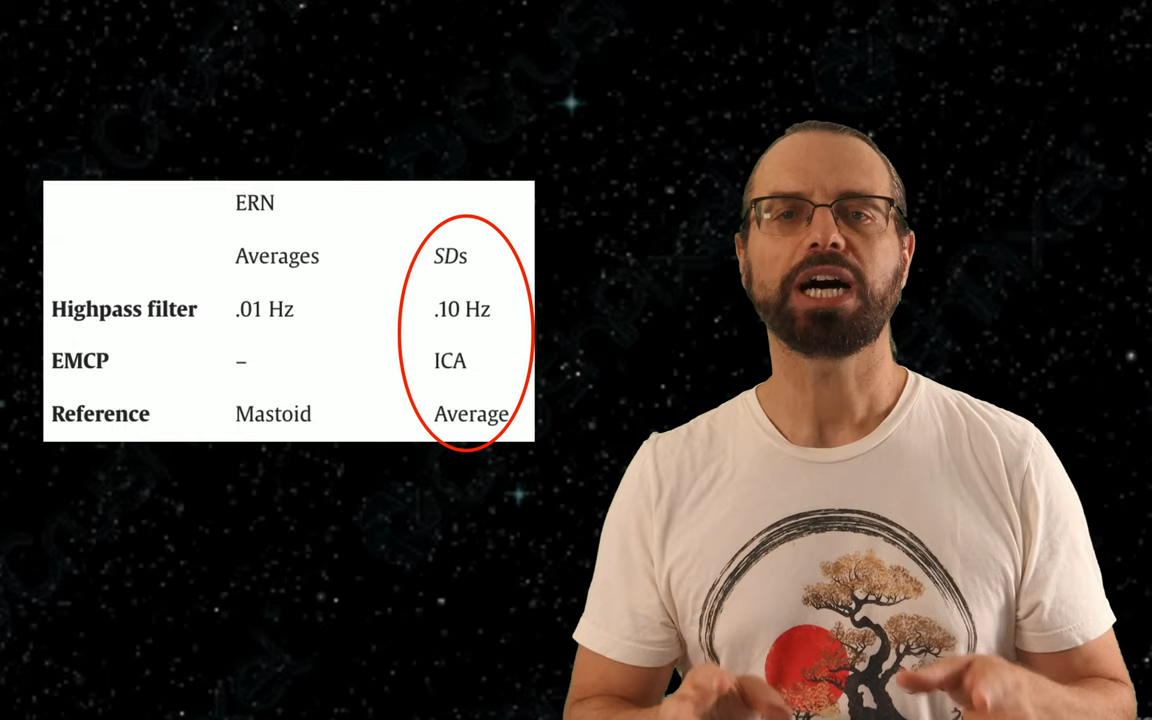 ERN
Averages SDs
Highpass filter .01 Hz .10 Hz
EMCP – ICA
Reference Mastoid Average